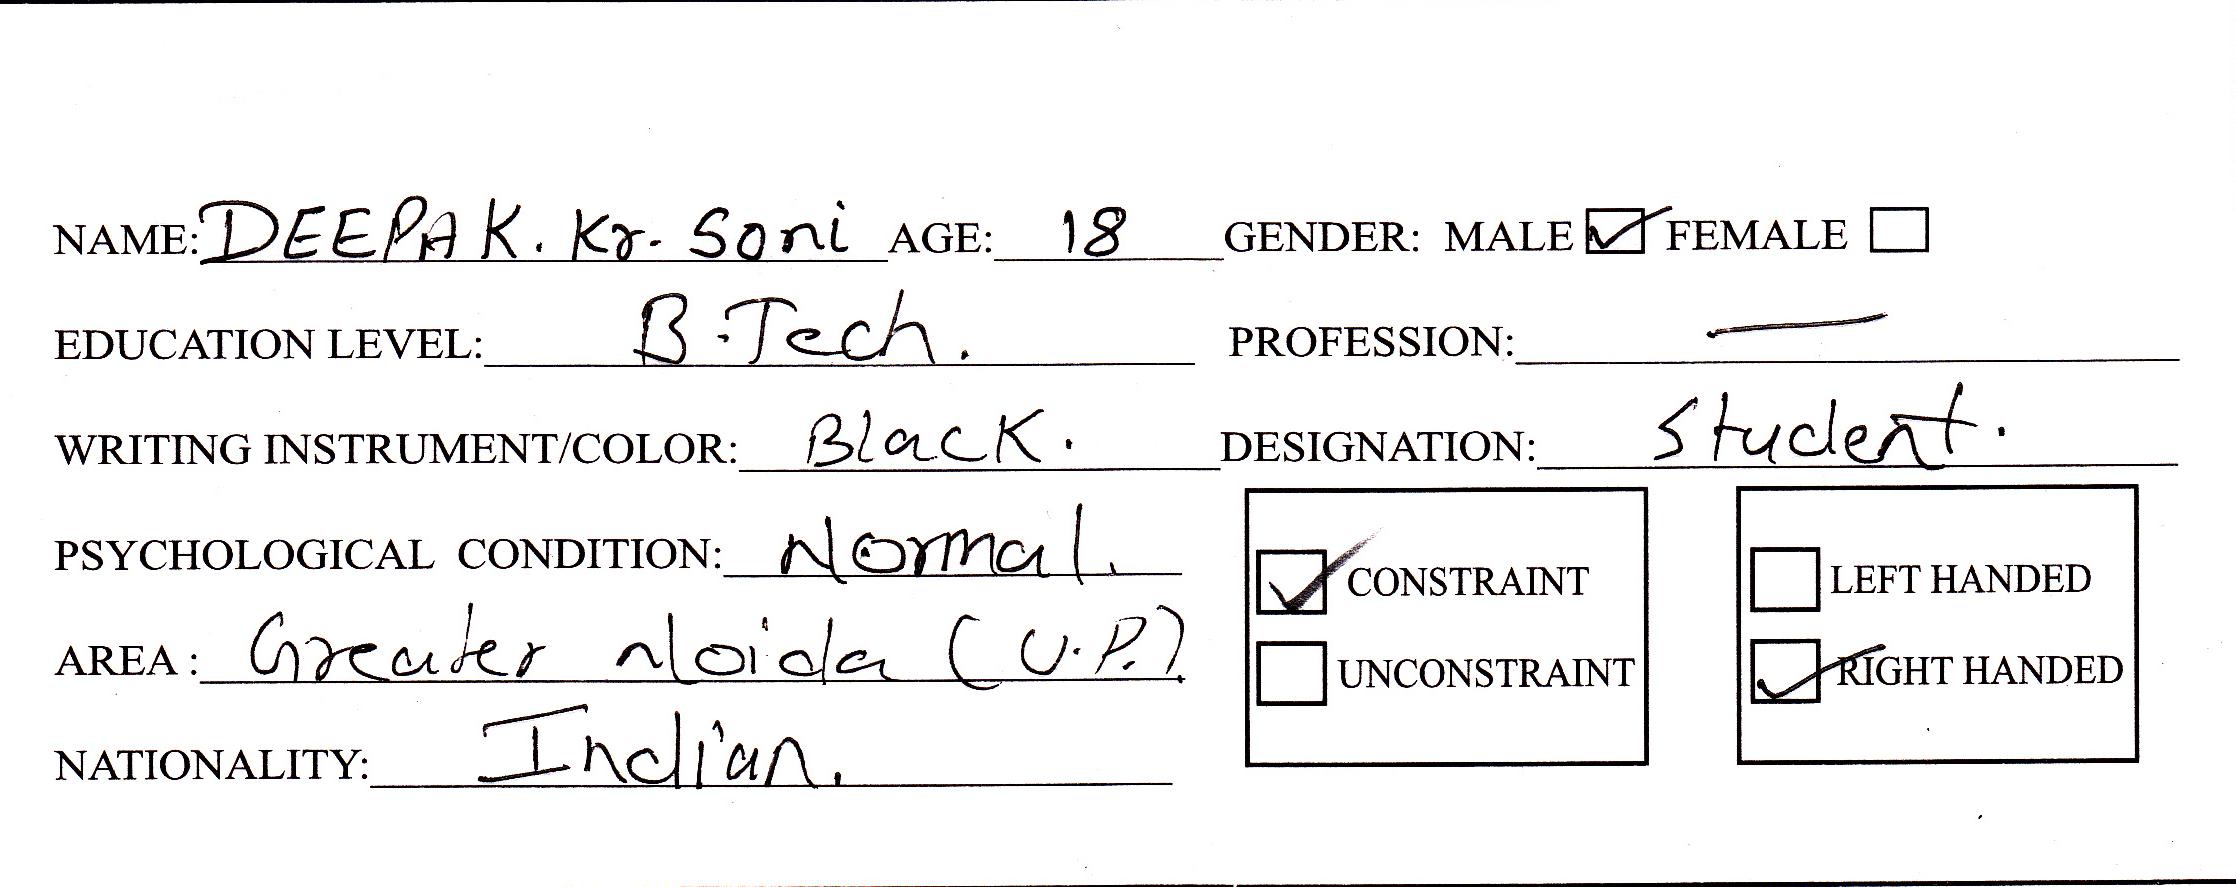 NAME: DEEPAK. Kr. Soni AGE: 18 GENDER: MALE ☑ FEMALE ☐
EDUCATION LEVEL: B.Tech. PROFESSION: —
WRITING INSTRUMENT/COLOR: Black. DESIGNATION: Student.
PSYCHOLOGICAL CONDITION: Normal.
☑ CONSTRAINT ☐ LEFT HANDED
AREA : Greater Noida (U.P.)
☐ UNCONSTRAINT ☑ RIGHT HANDED
NATIONALITY: Indian.